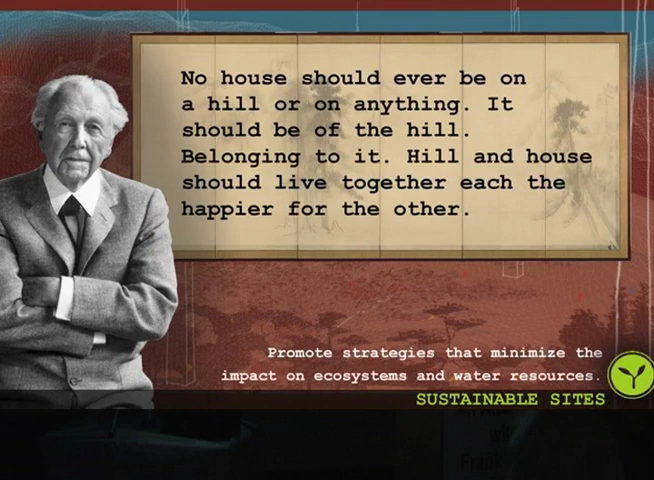 No house should ever be on
a hill or on anything. It
should be of the hill.
Belonging to it. Hill and house
should live together each the
happier for the other.
Promote strategies that minimize the
impact on ecosystems and water resources.
SUSTAINABLE SITES